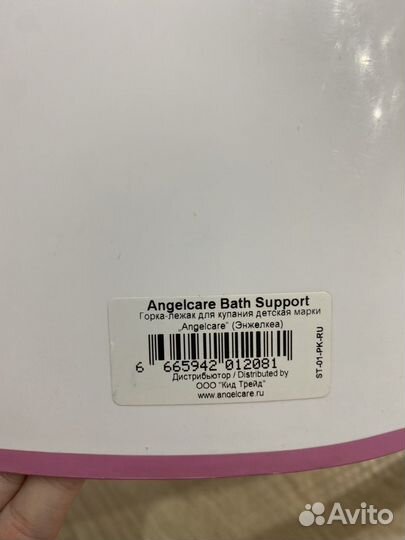 Angelcare Bath Support
Горка-лежак для купания детская марки
„Angelcare" (Энжелкеа)
6 665942 012081
Дистрибьютор / Distributed by
ООО "Кид Трейд"
www.angelcare.ru
ST-01-PK-RU
Avito